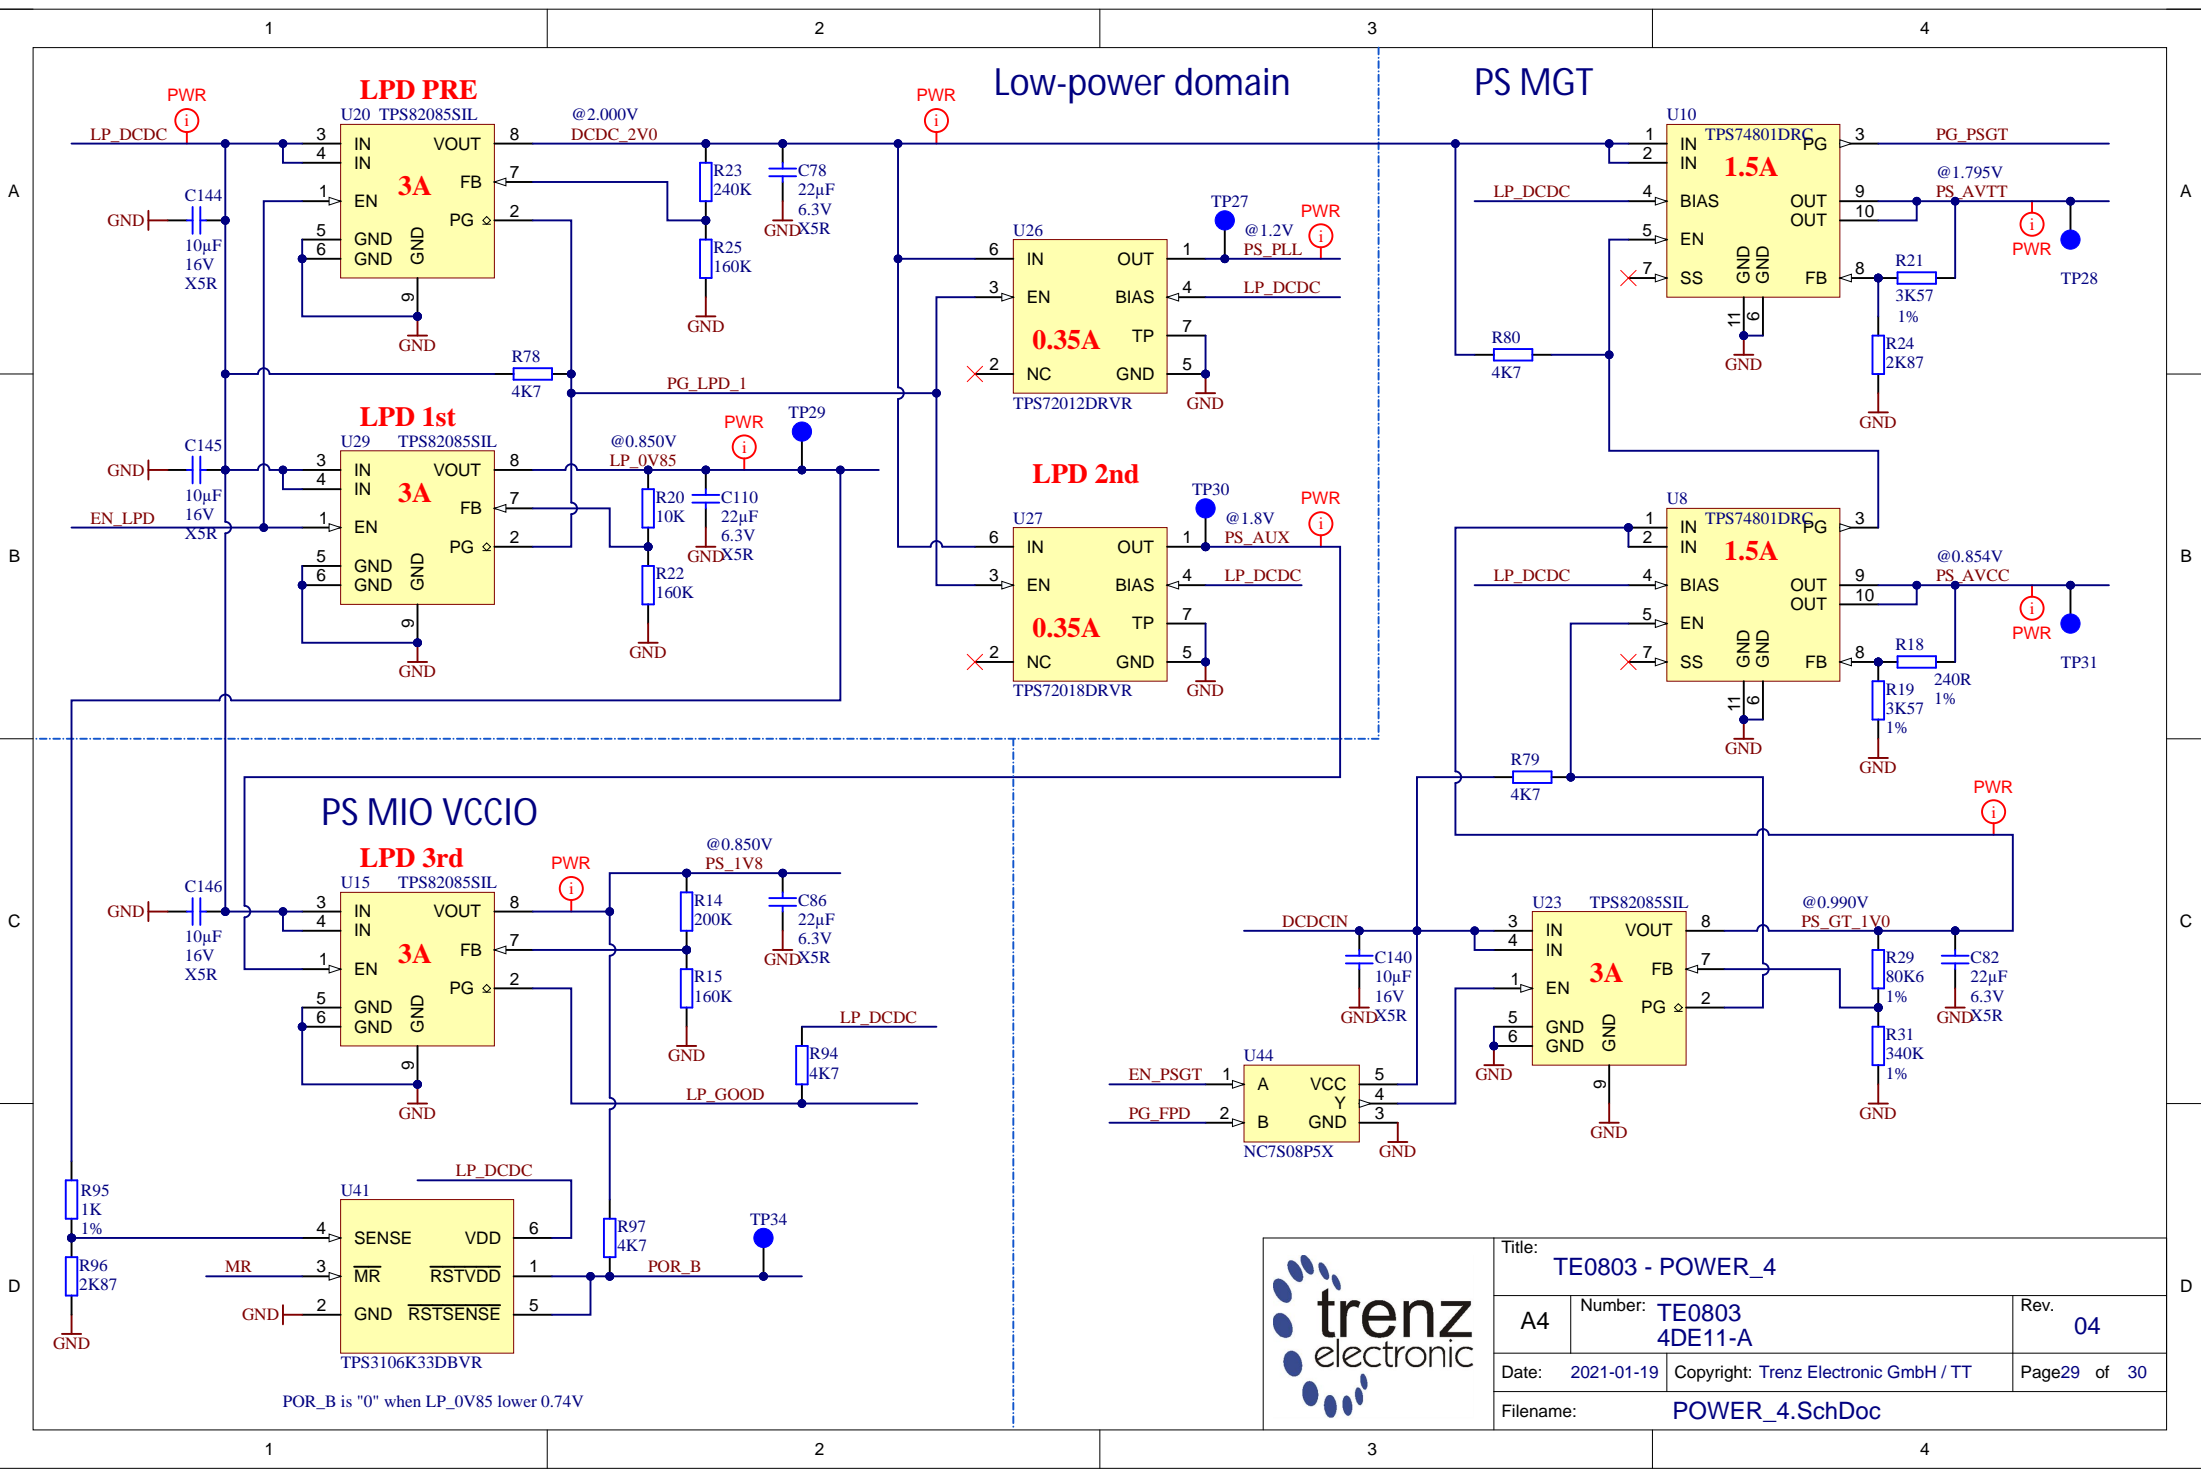 1 2 3 4
A
B
C
D
A
B
C
D
Low-power domain
PS MGT
LPD PRE
U20 TPS82085SIL
PWR
LP_DCDC
3 IN
4 IN
1 EN
5 GND
6 GND
GND
9
GND
VOUT 8
FB 7
PG 2
3A
C144
10µF
16V
X5R
GND
@2.000V
DCDC_2V0
R23
240K
R25
160K
GND
C78
22µF
6.3V
X5R
GND
PWR
R78
4K7
PG_LPD_1
LPD 1st
U29 TPS82085SIL
3 IN
4 IN
1 EN
5 GND
6 GND
GND
9
GND
VOUT 8
FB 7
PG 2
3A
C145
10µF
16V
X5R
GND
EN_LPD
@0.850V
LP_0V85
PWR
TP29
R20
10K
R22
160K
GND
C110
22µF
6.3V
X5R
GND
U26
6 IN
3 EN
2 NC
OUT 1
BIAS 4
TP 7
GND 5
0.35A
TPS72012DRVR
GND
TP27
@1.2V
PS_PLL
PWR
LP_DCDC
LPD 2nd
U27
6 IN
3 EN
2 NC
OUT 1
BIAS 4
TP 7
GND 5
0.35A
TPS72018DRVR
GND
TP30
@1.8V
PS_AUX
PWR
LP_DCDC
U10
TPS74801DRC
1.5A
1 IN
2 IN
4 BIAS
5 EN
7 SS
GND
GND
11
6
GND
PG 3
OUT 9
OUT 10
FB 8
LP_DCDC
PG_PSGT
@1.795V
PS_AVTT
PWR
TP28
R21
3K57
1%
R24
2K87
GND
R80
4K7
U8
TPS74801DRC
1.5A
1 IN
2 IN
4 BIAS
5 EN
7 SS
GND
GND
11
6
GND
PG 3
OUT 9
OUT 10
FB 8
LP_DCDC
@0.854V
PS_AVCC
PWR
TP31
R18
240R
1%
R19
3K57
1%
GND
R79
4K7
PWR
PS MIO VCCIO
LPD 3rd
U15 TPS82085SIL
3 IN
4 IN
1 EN
5 GND
6 GND
GND
9
GND
VOUT 8
FB 7
PG 2
3A
C146
10µF
16V
X5R
GND
PWR
@0.850V
PS_1V8
R14
200K
R15
160K
GND
C86
22µF
6.3V
X5R
GND
LP_DCDC
R94
4K7
LP_GOOD
DCDCIN
C140
10µF
16V
X5R
GND
U23 TPS82085SIL
3 IN
4 IN
1 EN
5 GND
6 GND
GND
9
GND
GND
VOUT 8
FB 7
PG 2
3A
@0.990V
PS_GT_1V0
R29
80K6
1%
R31
340K
1%
GND
C82
22µF
6.3V
X5R
GND
U44
EN_PSGT 1 A
PG_FPD 2 B
VCC 5
Y 4
GND 3
GND
NC7S08P5X
R95
1K
1%
R96
2K87
GND
LP_DCDC
U41
4 SENSE
MR 3 MR
GND 2 GND
VDD 6
RSTVDD 1
RSTSENSE 5
TPS3106K33DBVR
R97
4K7
TP34
POR_B
POR_B is "0" when LP_0V85 lower 0.74V
trenz
electronic
Title:
TE0803 - POWER_4
A4
Number: TE0803
4DE11-A
Rev.
04
Date: 2021-01-19
Copyright: Trenz Electronic GmbH / TT
Page29 of 30
Filename: POWER_4.SchDoc
1 2 3 4